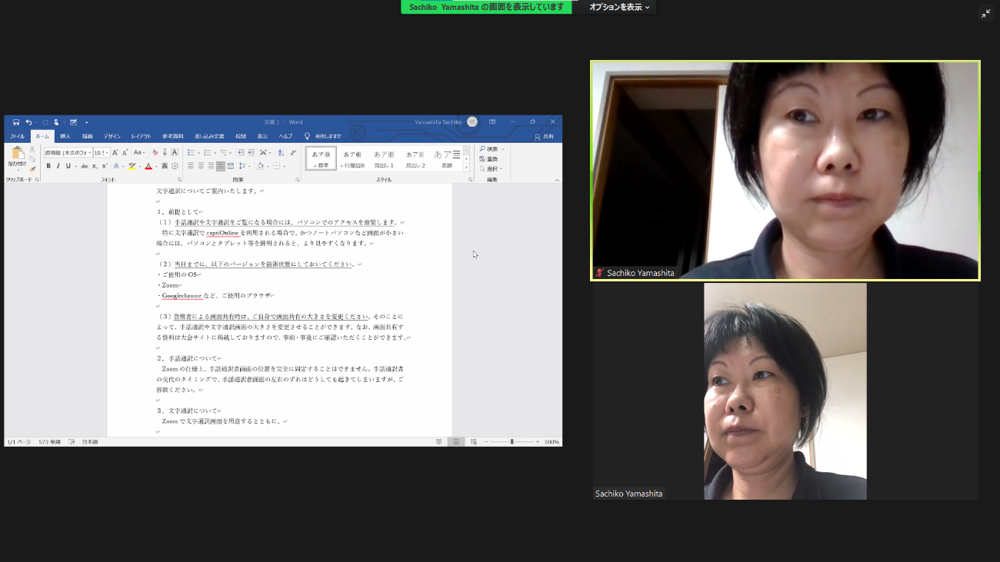 Sachiko Yamashita の画面を表示しています
オプションを表示
文書 1 - Word
Yamashita Sachiko
YS
ファイル ホーム 挿入 描画 デザイン レイアウト 参考資料 差し込み文書 校閲 表示 ヘルプ 何をしますか
共有
貼り付け
クリップボード
游明朝 (本文のフォ
10.5
フォント
段落
あア亜 標準
あア亜 行間詰め
あア亜 見出し 1
あア亜 見出し 2
あア亜 表題
スタイル
検索
置換
選択
編集
文字通訳についてご案内いたします。
1.前提として
(1)手話通訳や文字通訳をご覧になる場合には、パソコンでのアクセスを推奨します。
特に文字通訳で captiOnline を利用される場合で、かつノートパソコンなど画面が小さい
場合には、パソコンとタブレット等を併用されると、より見やすくなります。
(2)当日までに、以下のバージョンを最新状態にしておいてください。
・ご使用の OS
・Zoom
・Googlechrome など、ご使用のブラウザ
(3)登壇者による画面共有時は、ご自身で画面共有の大きさを変更ください。そのことに
よって、手話通訳や文字通訳画面の大きさを変更させることができます。なお、画面共有す
る資料は大会サイトに掲載しておりますので、事前・事後にご確認いただくことができます。
2.手話通訳について
Zoom の仕様上、手話通訳者画面の位置を完全に固定することはできません。手話通訳者
の交代のタイミングで、手話通訳者画面の左右のずれはどうしても起きてしまいますが、ご
容赦ください。
3.文字通訳について
Zoom で文字通訳画面を用意するとともに、
1/1 ページ 573 単語 日本語
100%
Sachiko Yamashita
Sachiko Yamashita